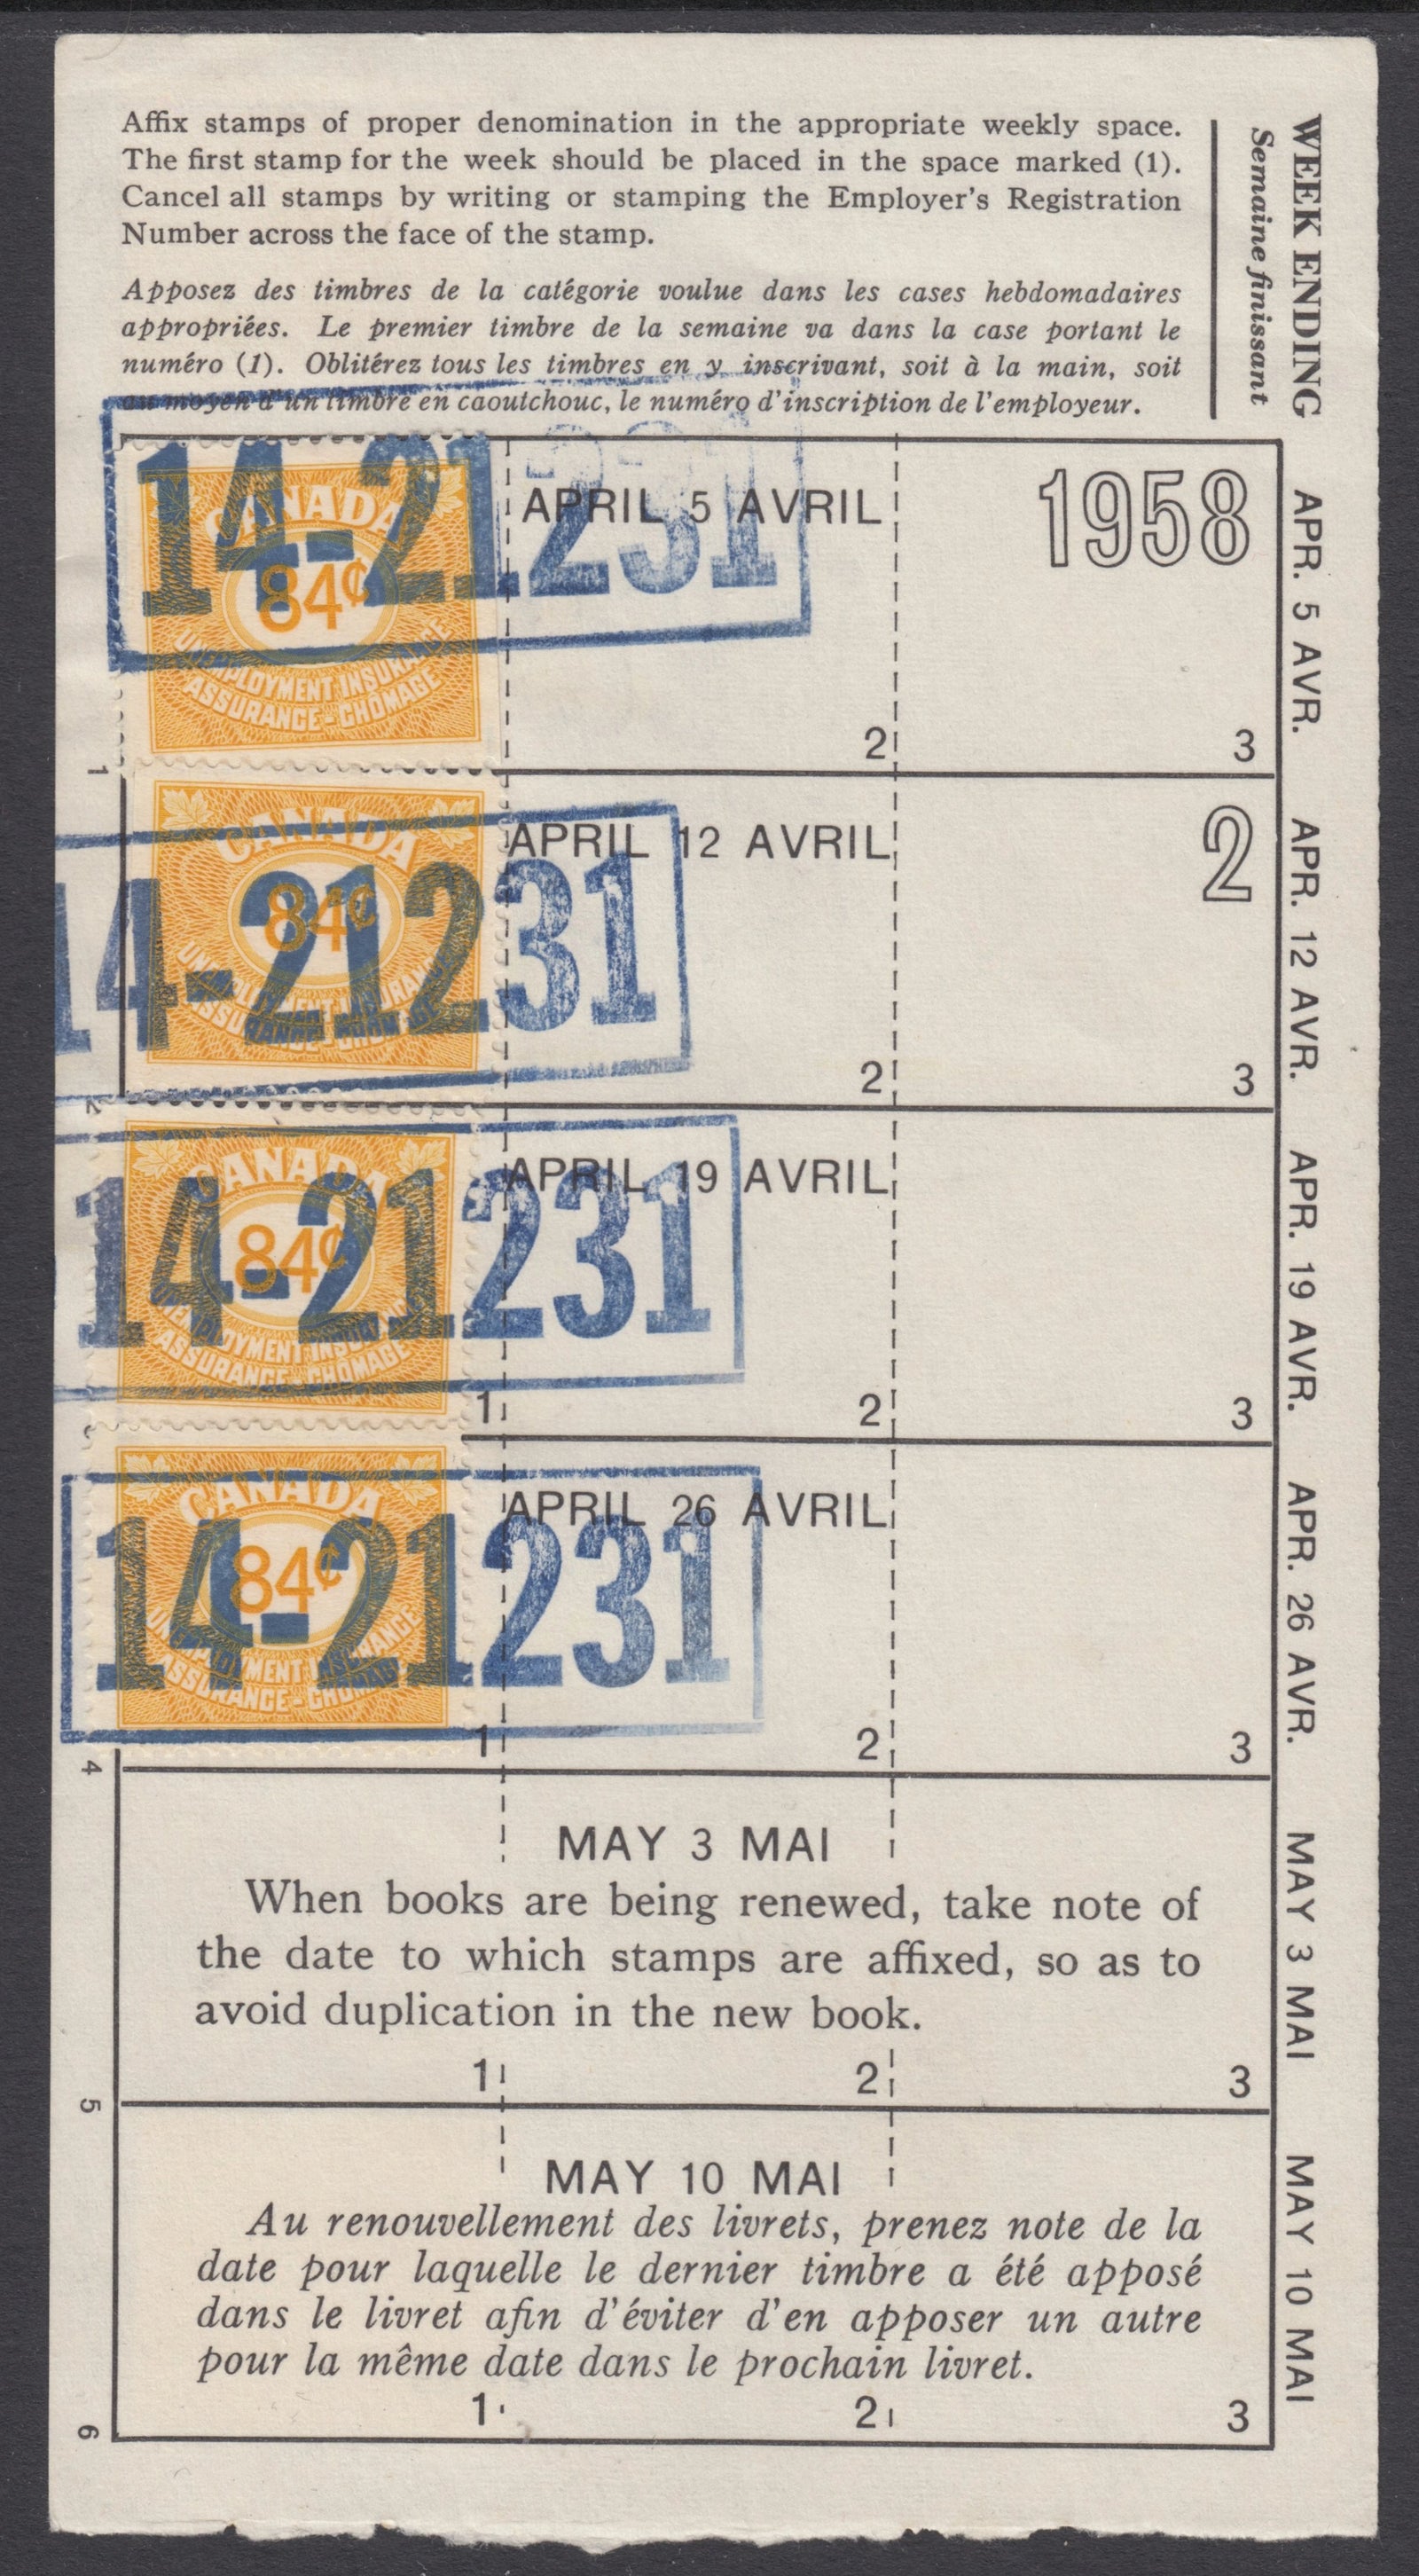 Affix stamps of proper denomination in the appropriate weekly space.
The first stamp for the week should be placed in the space marked (1).
Cancel all stamps by writing or stamping the Employer's Registration
Number across the face of the stamp.
Apposez des timbres de la catégorie voulue dans les cases hebdomadaires
appropriées. Le premier timbre de la semaine va dans la case portant le
numéro (1). Oblitérez tous les timbres en y inscrivant, soit à la main, soit
au moyen d'un timbre en caoutchouc, le numéro d'inscription de l'employeur.
WEEK ENDING
Semaine finissant
CANADA
84¢
UNEMPLOYMENT INSURANCE
ASSURANCE-CHOMAGE
14-21231
APRIL 5 AVRIL
1958
2
3
APR. 5 AVR.
1
CANADA
84¢
UNEMPLOYMENT INSURANCE
ASSURANCE-CHOMAGE
14-21231
APRIL 12 AVRIL
2
2
3
APR. 12 AVR.
2
CANADA
84¢
UNEMPLOYMENT INSURANCE
ASSURANCE-CHOMAGE
14-21231
APRIL 19 AVRIL
1
2
3
APR. 19 AVR.
CANADA
84¢
UNEMPLOYMENT INSURANCE
ASSURANCE-CHOMAGE
14-21231
APRIL 26 AVRIL
1
2
3
APR. 26 AVR.
4
MAY 3 MAI
When books are being renewed, take note of
the date to which stamps are affixed, so as to
avoid duplication in the new book.
1
2
3
MAY 3 MAI
5
MAY 10 MAI
Au renouvellement des livrets, prenez note de la
date pour laquelle le dernier timbre a été apposé
dans le livret afin d'éviter d'en apposer un autre
pour la même date dans le prochain livret.
1
2
3
MAY 10 MAI
6